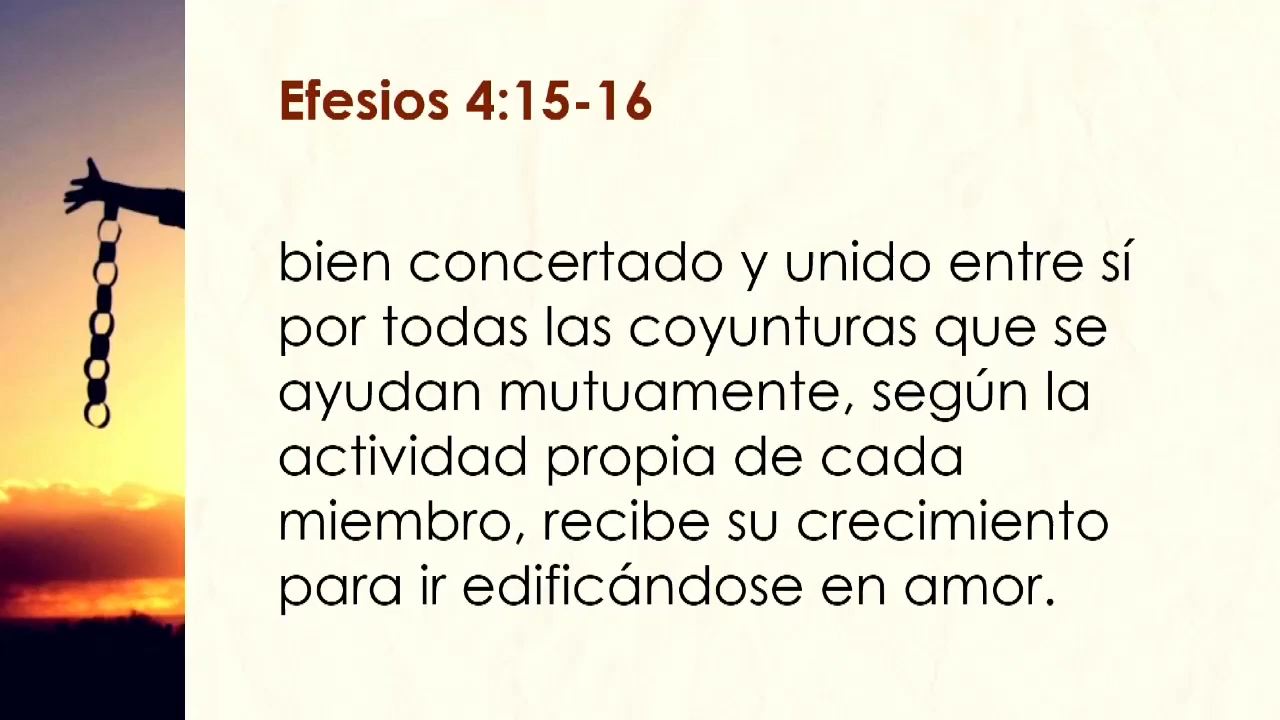 Efesios 4:15-16
bien concertado y unido entre sí
por todas las coyunturas que se
ayudan mutuamente, según la
actividad propia de cada
miembro, recibe su crecimiento
para ir edificándose en amor.